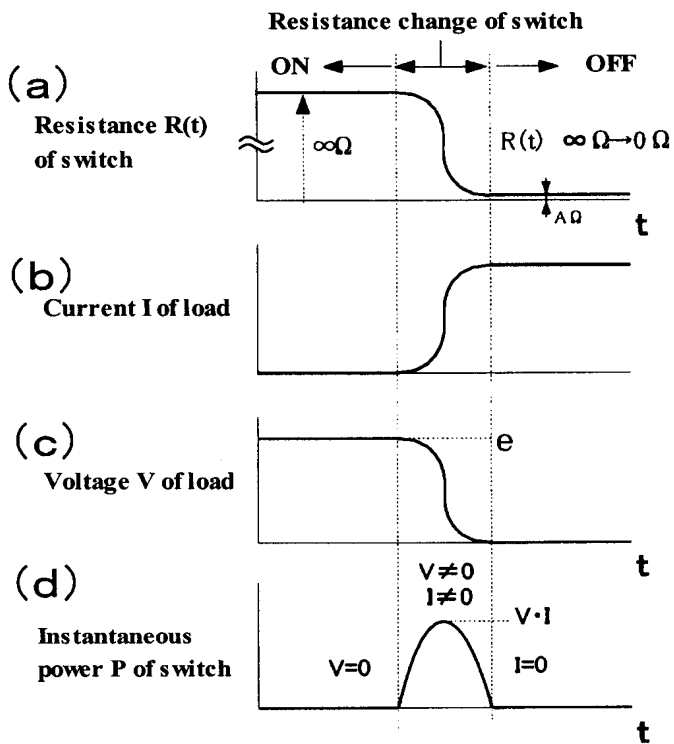 Resistance change of switch
ON
OFF
(a)
Resistance R(t)
of switch
∞Ω
R(t) ∞Ω→0Ω
AΩ
t
(b)
Current I of load
(c)
Voltage V of load
e
t
(d)
V≠0
I≠0
Instantaneous
power P of switch
V=0
V・I
I=0
t